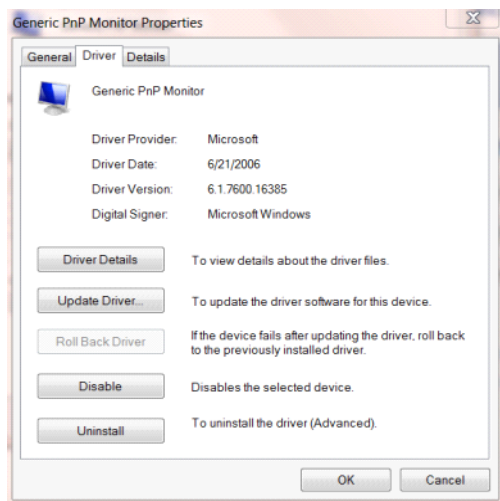 Generic PnP Monitor Properties
General Driver Details
Generic PnP Monitor
Driver Provider: Microsoft
Driver Date: 6/21/2006
Driver Version: 6.1.7600.16385
Digital Signer: Microsoft Windows
Driver Details To view details about the driver files.
Update Driver... To update the driver software for this device.
Roll Back Driver If the device fails after updating the driver, roll back
to the previously installed driver.
Disable Disables the selected device.
Uninstall To uninstall the driver (Advanced).
OK Cancel